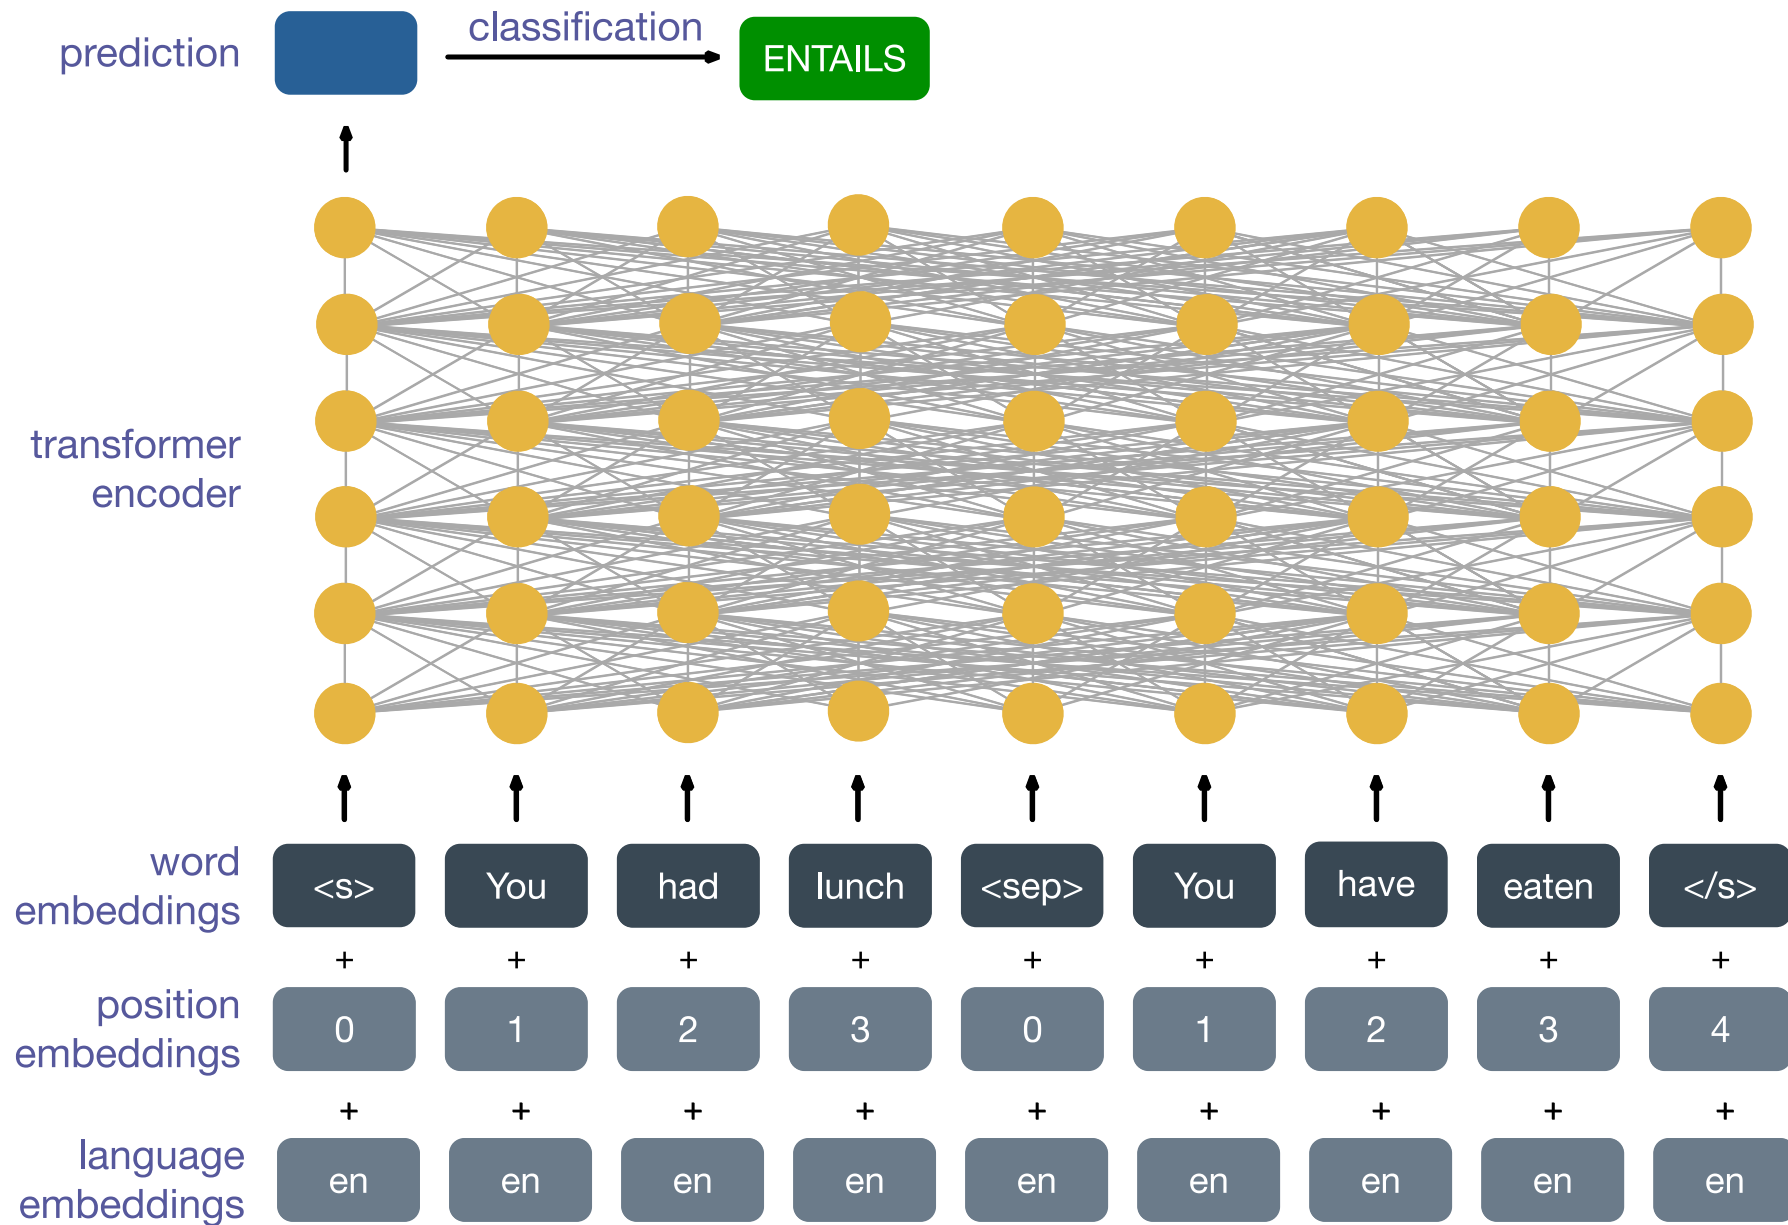 prediction classification ENTAILS
transformer
encoder
word
embeddings
<s> You had lunch <sep> You have eaten </s>
+ + + + + + + + +
position
embeddings
0 1 2 3 0 1 2 3 4
+ + + + + + + + +
language
embeddings
en en en en en en en en en